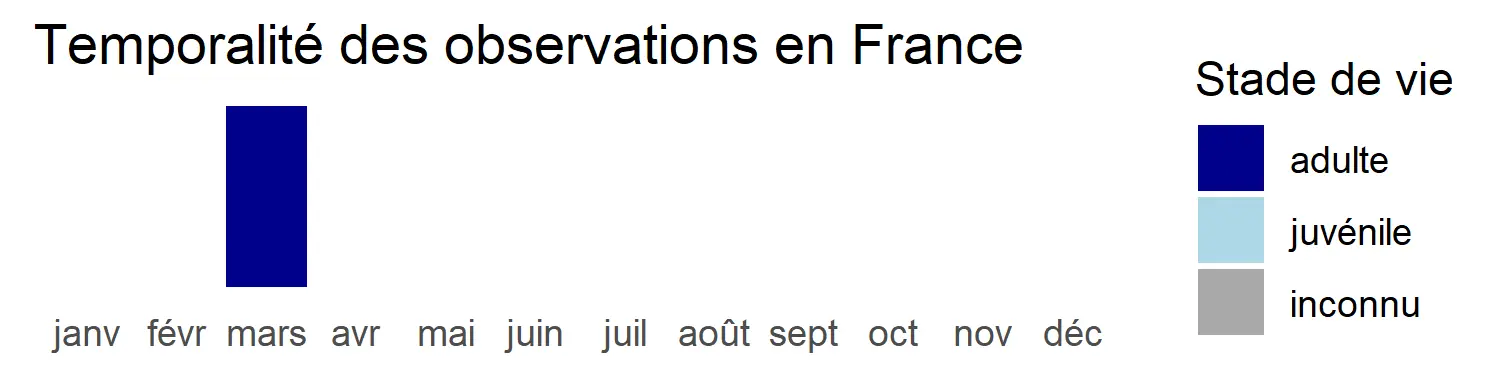 Temporalité des observations en France
janv févr mars avr mai juin juil août sept oct nov déc
Stade de vie
adulte
juvénile
inconnu